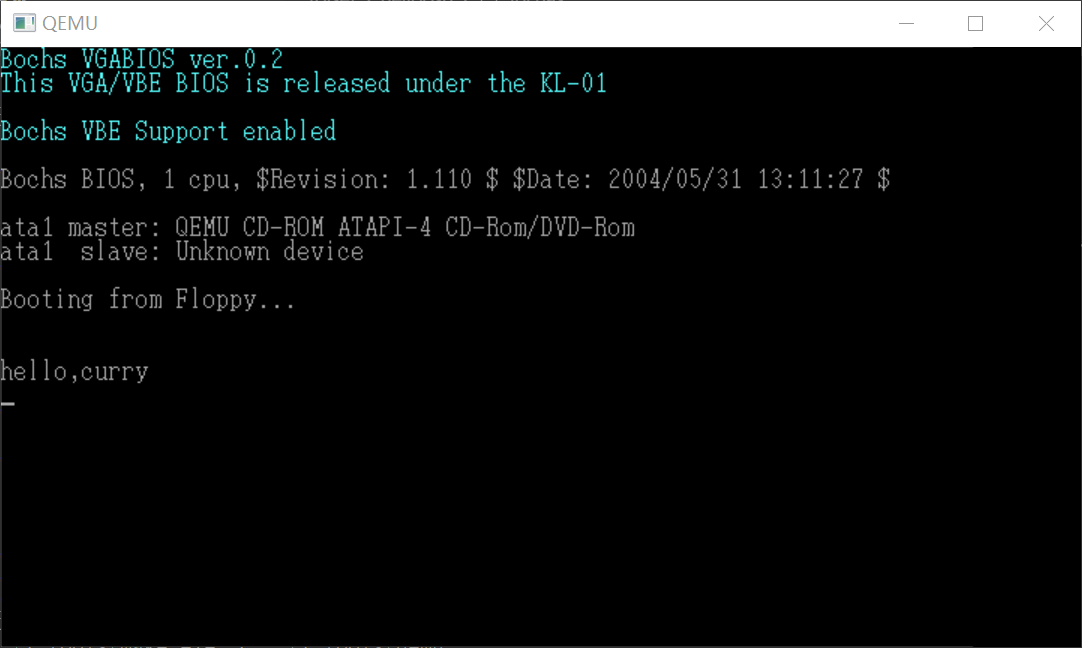 QEMU
Bochs VGABIOS ver.0.2
This VGA/VBE BIOS is released under the KL-01
Bochs VBE Support enabled
Bochs BIOS, 1 cpu, $Revision: 1.110 $ $Date: 2004/05/31 13:11:27 $
ata1 master: QEMU CD-ROM ATAPI-4 CD-Rom/DVD-Rom
ata1  slave: Unknown device
Booting from Floppy...
hello,curry